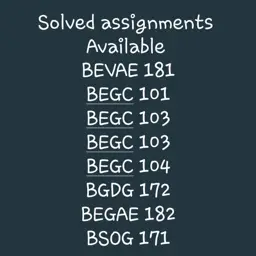 Solved assignments
Available
BEVAE 181
BEGC 101
BEGC 103
BEGC 103
BEGC 104
BGDG 172
BEGAE 182
BSOG 171